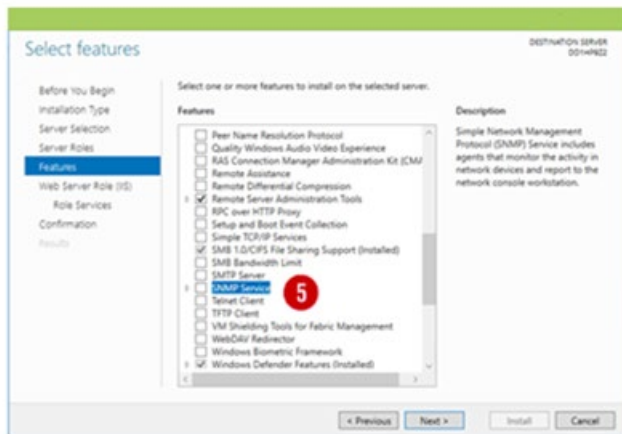 Select features
DESTINATION SERVER
Before You Begin
Installation Type
Server Selection
Server Roles
Features
Web Server Role (IIS)
Role Services
Confirmation
Results
Select one or more features to install on the selected server.
Features
Peer Name Resolution Protocol
Quality Windows Audio Video Experience
RAS Connection Manager Administration Kit (CMA
Remote Assistance
Remote Differential Compression
Remote Server Administration Tools
RPC over HTTP Proxy
Setup and Boot Event Collection
Simple TCP/IP Services
SMB 1.0/CIFS File Sharing Support (Installed)
SMB Bandwidth Limit
SMTP Server
SNMP Service
5
Telnet Client
TFTP Client
VM Shielding Tools for Fabric Management
WebDAV Redirector
Windows Biometric Framework
Windows Defender Features (Installed)
Description
Simple Network Management
Protocol (SNMP) Service includes
agents that monitor the activity in
network devices and report to the
network console workstation.
< Previous
Next >
Install
Cancel